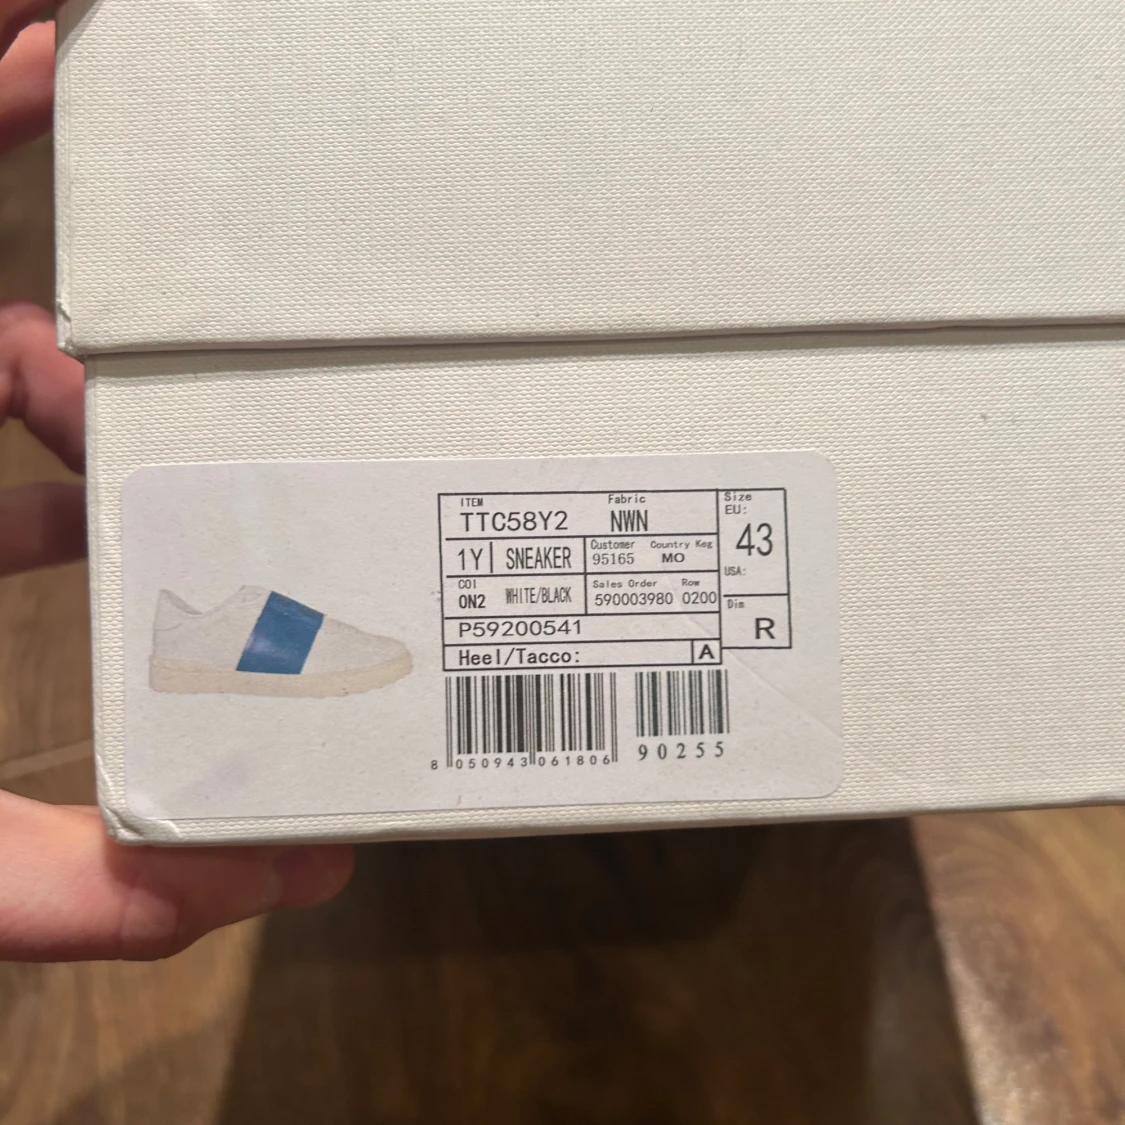 ITEM Fabric
TTC58Y2 NWN
Size
EU:
43
USA:
1Y SNEAKER
Customer Country Keg
95165 MO
COI
0N2 WHITE/BLACK
Sales Order Row
590003980 0200
Dim
R
P59200541
Heel/Tacco: A
8 050943 061806
90255